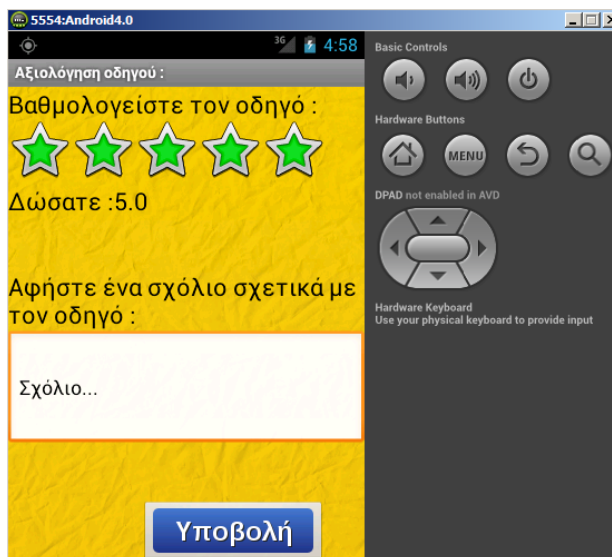 5554:Android4.0
3G 4:58
Αξιολόγηση οδηγού :
Βαθμολογείστε τον οδηγό :
Δώσατε :5.0
Αφήστε ένα σχόλιο σχετικά με
τον οδηγό :
Σχόλιο...
Υποβολή
Basic Controls
Hardware Buttons
MENU
DPAD not enabled in AVD
Hardware Keyboard
Use your physical keyboard to provide input